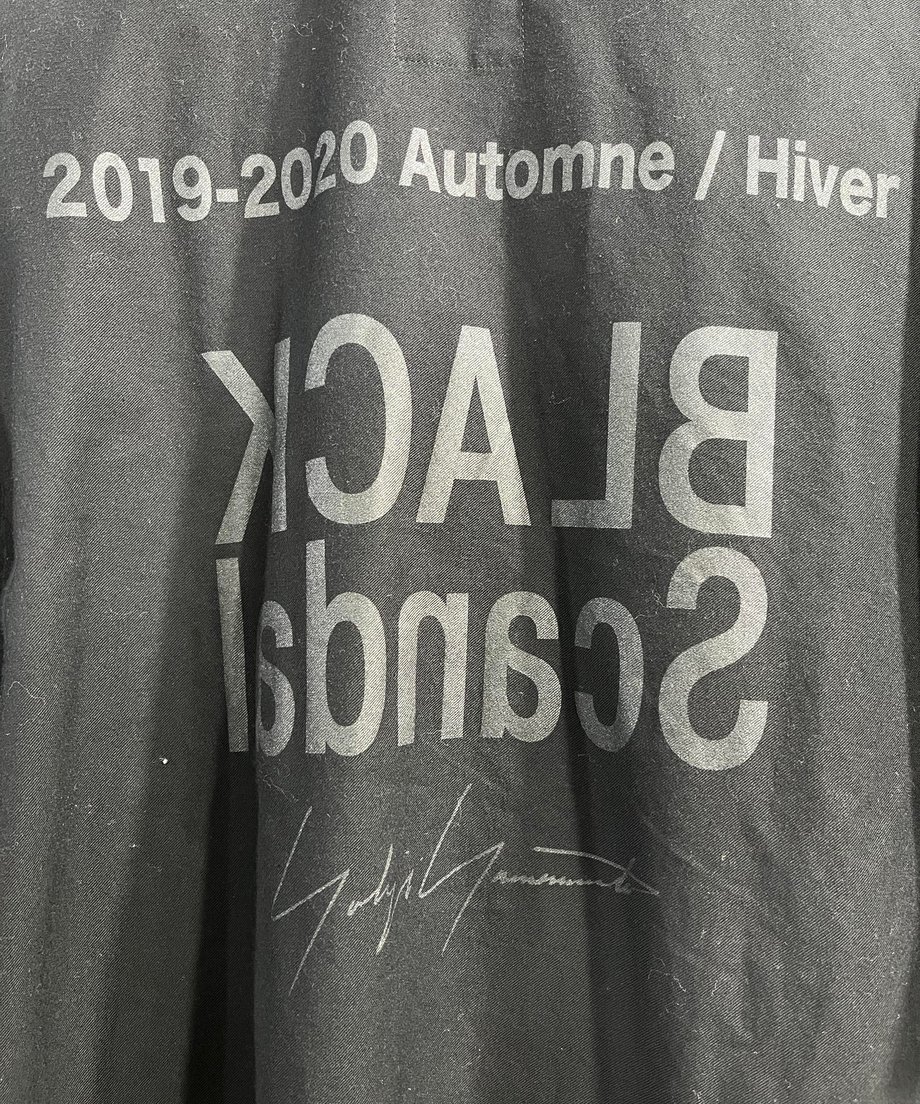 2019-2020 Automne / Hiver
BLACK
Scandal
Yohji Yamamoto